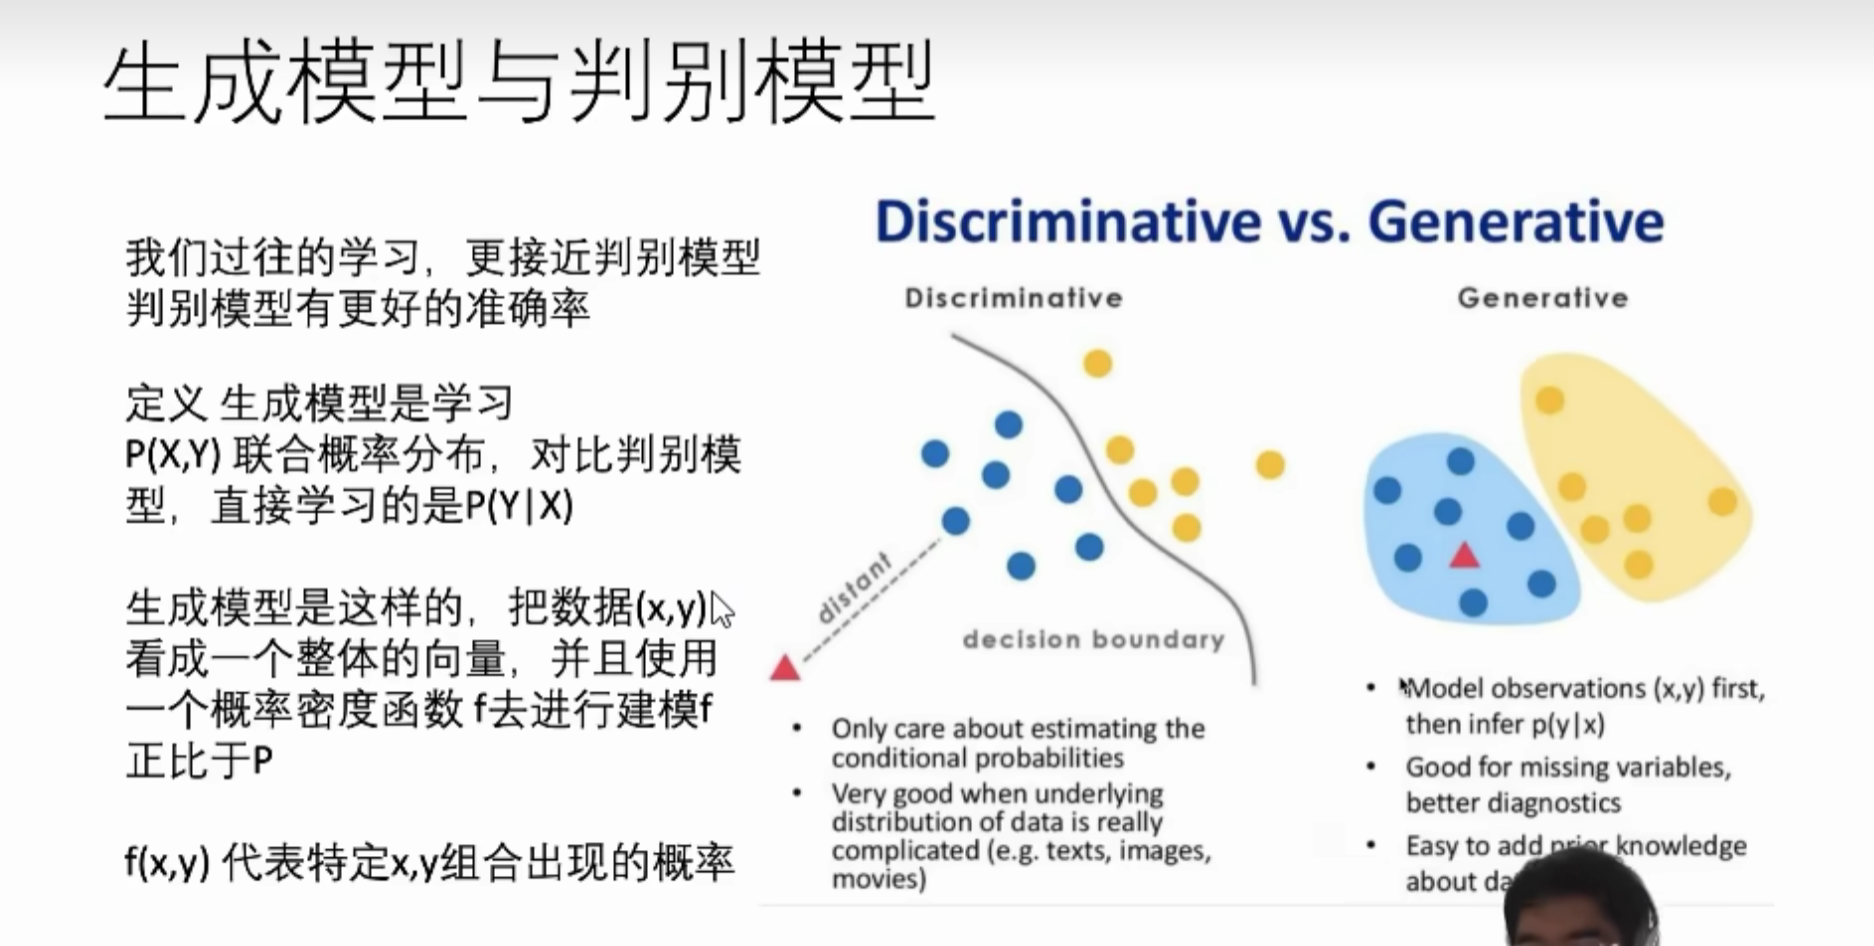 生成模型与判别模型
我们过往的学习，更接近判别模型
判别模型有更好的准确率
定义 生成模型是学习
P(X,Y) 联合概率分布，对比判别模
型，直接学习的是P(Y|X)
生成模型是这样的，把数据(x,y)
看成一个整体的向量，并且使用
一个概率密度函数 f去进行建模f
正比于P
f(x,y) 代表特定x,y组合出现的概率
Discriminative vs. Generative
Discriminative
distant
decision boundary
• Only care about estimating the
conditional probabilities
• Very good when underlying
distribution of data is really
complicated (e.g. texts, images,
movies)
Generative
• Model observations (x,y) first,
then infer p(y|x)
• Good for missing variables,
better diagnostics
• Easy to add prior knowledge
about